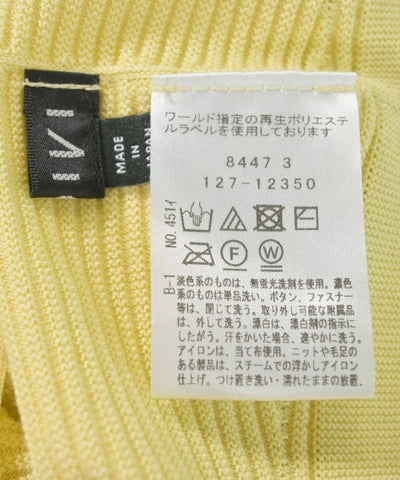 MADE
IN
JAPAN
ワールド指定の再生ポリエステ
ルラベルを使用しております
8447 3
127-12350
F
W
NO.4514
B-1
淡色系のものは、無蛍光洗剤を使用。濃色
系のものは単品洗い。ボタン、ファスナー
等は、閉じて洗う。取り外し可能な附属品
は、外して洗う。漂白は、漂白剤の指示に
したがう。汗をかいた場合、速やかに洗う。
アイロンは、当て布使用。ニットや毛足の
ある製品は、スチームでの浮かしアイロン
仕上げ。つけ置き洗い・濡れたままの放置、